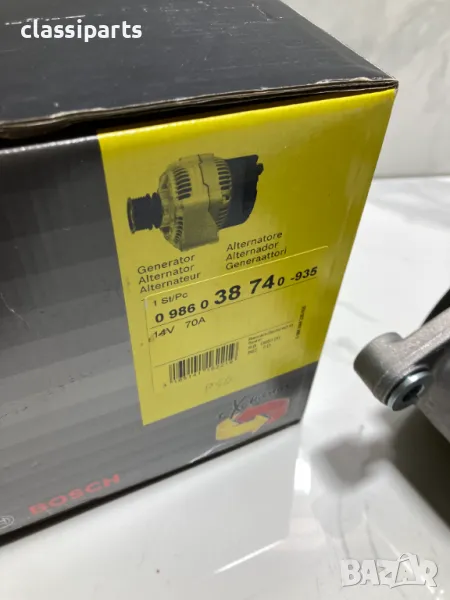 classiparts
Generator
Alternator
Alternateur
Alternatore
Alternador
Generaattori
1 St/Pc
0 986 0 38 74 0 -935
14V 70A
BOSCH
BAZAR